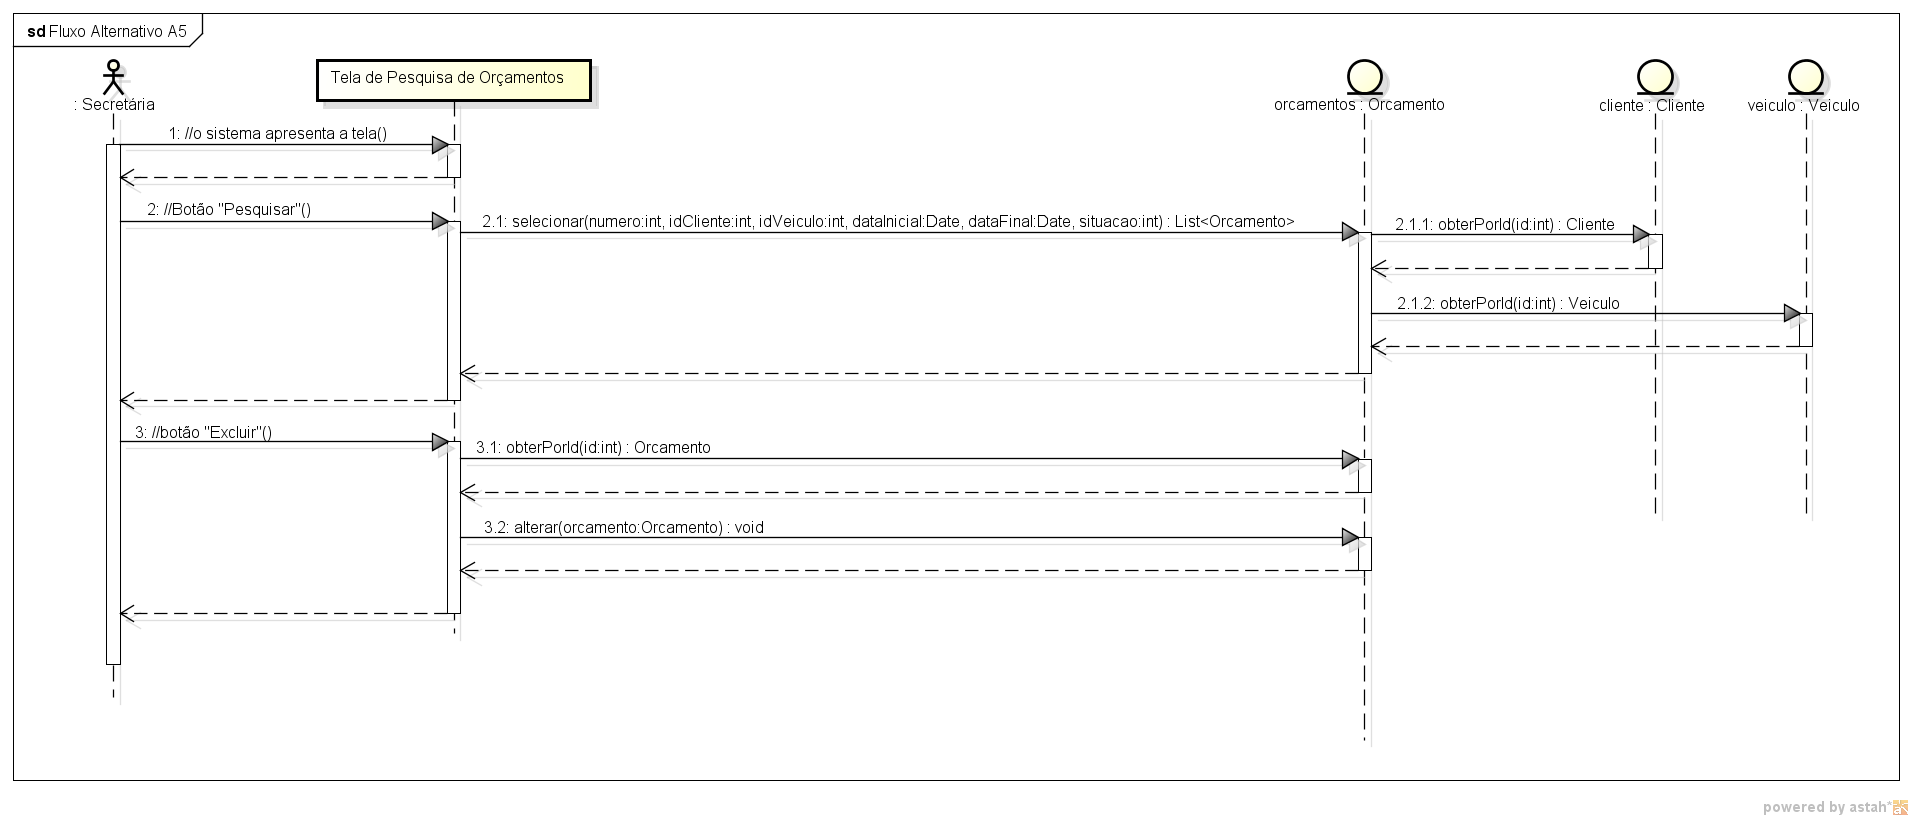 sd Fluxo Alternativo A5
: Secretária
Tela de Pesquisa de Orçamentos
orcamentos : Orcamento
cliente : Cliente
veiculo : Veiculo
1: //o sistema apresenta a tela()
2: //Botão "Pesquisar"()
2.1: selecionar(numero:int, idCliente:int, idVeiculo:int, dataInicial:Date, dataFinal:Date, situacao:int) : List<Orcamento>
2.1.1: obterPorId(id:int) : Cliente
2.1.2: obterPorId(id:int) : Veiculo
3: //botão "Excluir"()
3.1: obterPorId(id:int) : Orcamento
3.2: alterar(orcamento:Orcamento) : void
powered by astah*